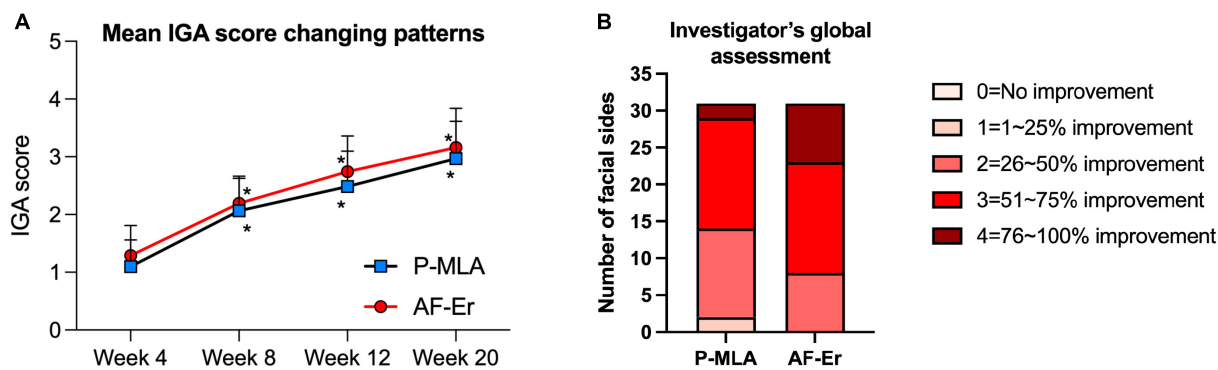 A
Mean IGA score changing patterns
5
4
3
2
1
0
IGA score
*
*
*
*
*
*
P-MLA
AF-Er
Week 4
Week 8
Week 12
Week 20
B
Investigator’s global
assessment
35
30
25
20
15
10
5
0
Number of facial sides
P-MLA
AF-Er
0=No improvement
1=1~25% improvement
2=26~50% improvement
3=51~75% improvement
4=76~100% improvement